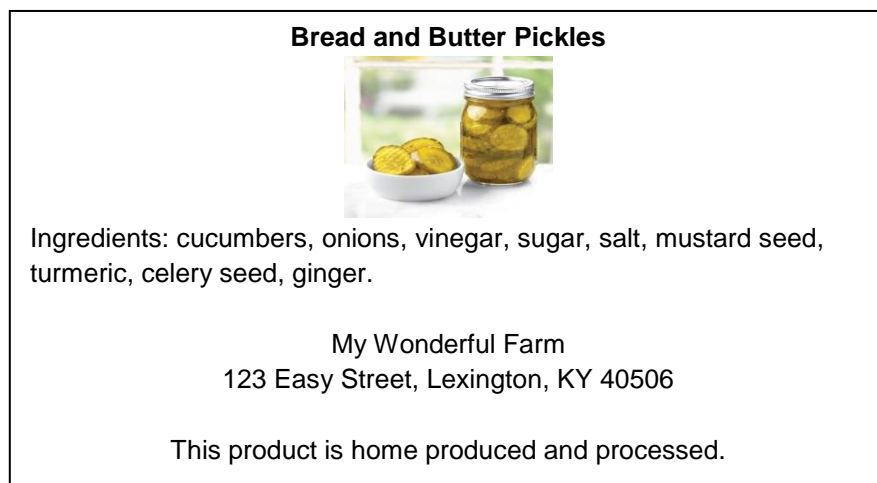 Bread and Butter Pickles
Ingredients: cucumbers, onions, vinegar, sugar, salt, mustard seed,
turmeric, celery seed, ginger.
My Wonderful Farm
123 Easy Street, Lexington, KY 40506
This product is home produced and processed.